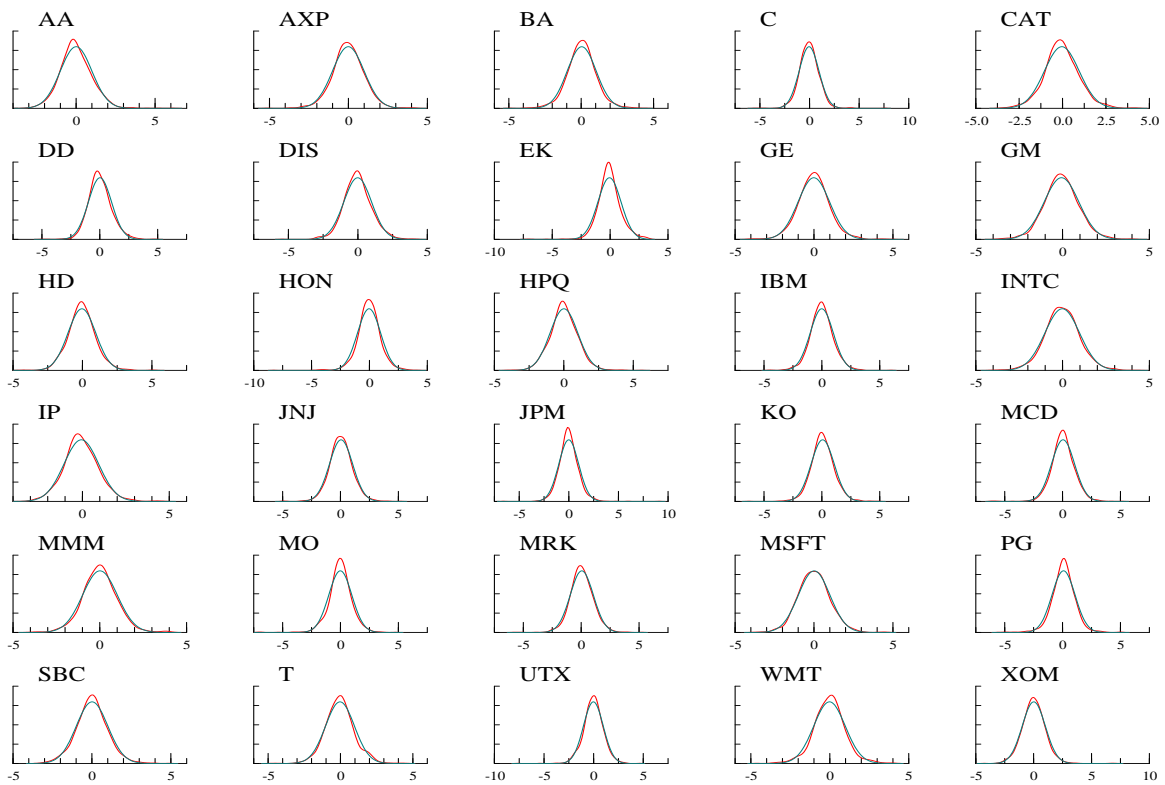 AA AXP BA C CAT
0 5 -5 0 5 -5 0 5 -5 0 5 10 -5.0 -2.5 0.0 2.5 5.0
DD DIS EK GE GM
-5 0 5 -5 0 5 -10 -5 0 5 -5 0 5 -5 0 5
HD HON HPQ IBM INTC
-5 0 5 -10 -5 0 5 -5 0 5 -5 0 5 -5 0 5
IP JNJ JPM KO MCD
0 5 -5 0 5 -5 0 5 10 -5 0 5 -5 0 5
MMM MO MRK MSFT PG
-5 0 5 -5 0 5 -5 0 5 -5 0 5 -5 0 5
SBC T UTX WMT XOM
-5 0 5 -5 0 5 -10 -5 0 5 -5 0 5 -5 0 5 10